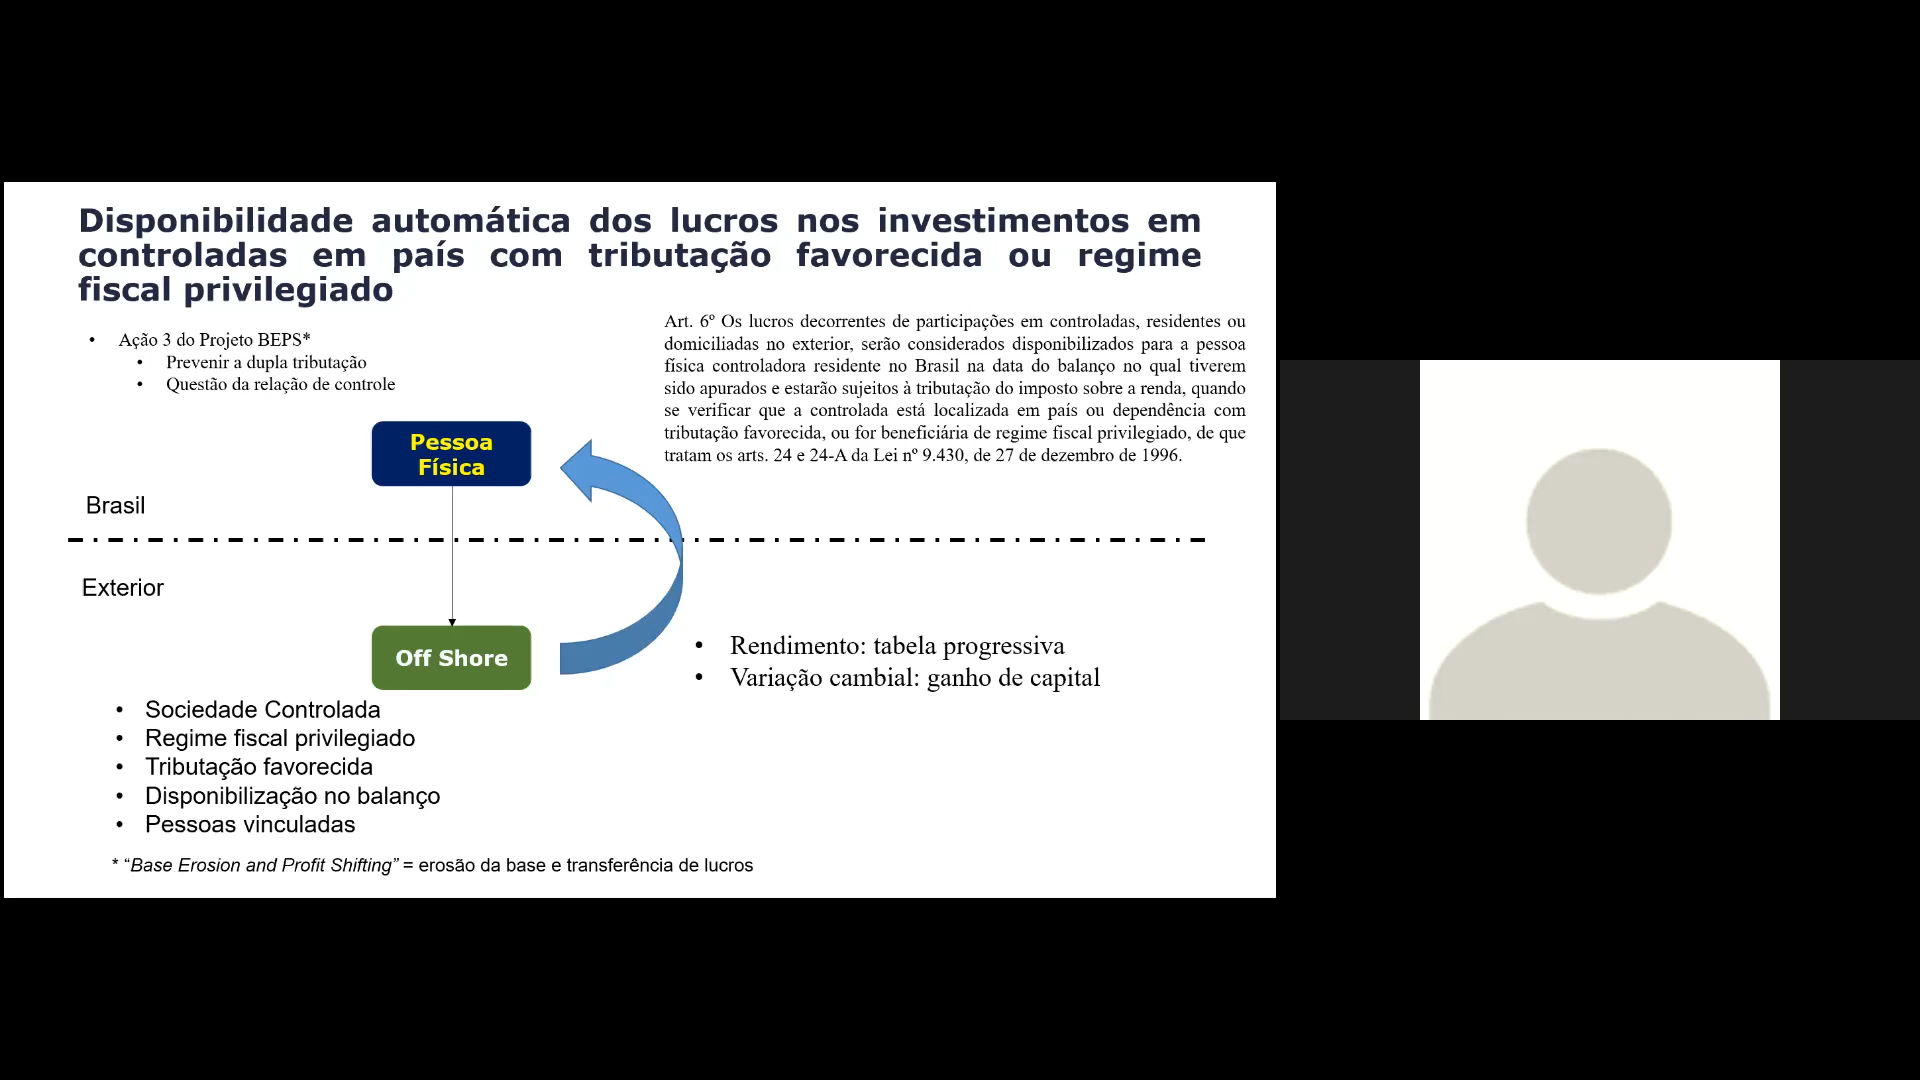 Disponibilidade automática dos lucros nos investimentos em
controladas em país com tributação favorecida ou regime
fiscal privilegiado
• Ação 3 do Projeto BEPS*
• Prevenir a dupla tributação
• Questão da relação de controle
Art. 6º Os lucros decorrentes de participações em controladas, residentes ou
domiciliadas no exterior, serão considerados disponibilizados para a pessoa
física controladora residente no Brasil na data do balanço no qual tiverem
sido apurados e estarão sujeitos à tributação do imposto sobre a renda, quando
se verificar que a controlada está localizada em país ou dependência com
tributação favorecida, ou for beneficiária de regime fiscal privilegiado, de que
tratam os arts. 24 e 24-A da Lei nº 9.430, de 27 de dezembro de 1996.
Pessoa
Física
Brasil
Exterior
Off Shore
• Rendimento: tabela progressiva
• Variação cambial: ganho de capital
• Sociedade Controlada
• Regime fiscal privilegiado
• Tributação favorecida
• Disponibilização no balanço
• Pessoas vinculadas
* “Base Erosion and Profit Shifting” = erosão da base e transferência de lucros